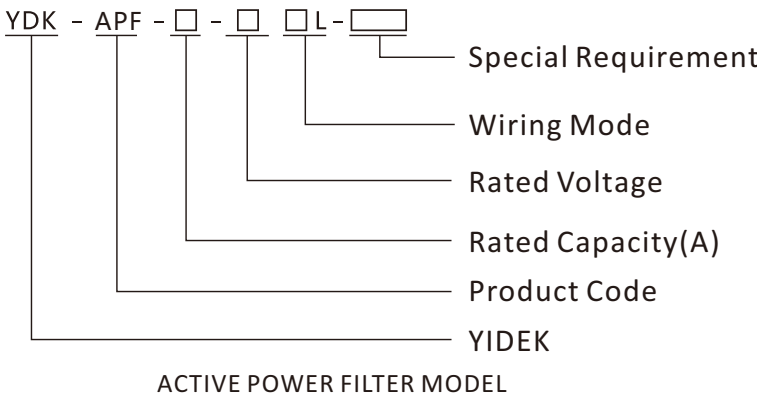 YDK - APF - □ - □ □L - □
Special Requirement
Wiring Mode
Rated Voltage
Rated Capacity(A)
Product Code
YIDEK
ACTIVE POWER FILTER MODEL